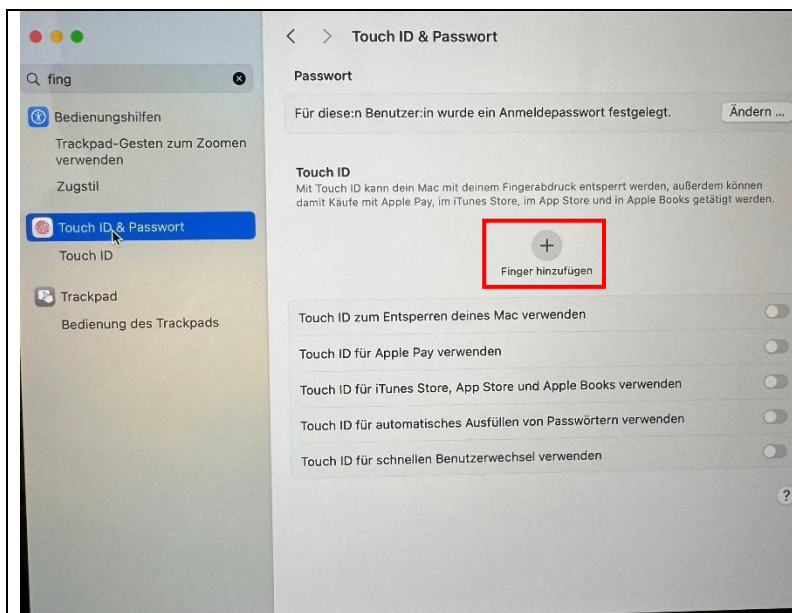 fing
Bedienungshilfen
Trackpad-Gesten zum Zoomen
verwenden
Zugstil
Touch ID & Passwort
Touch ID
Trackpad
Bedienung des Trackpads
Touch ID & Passwort
Passwort
Für diese:n Benutzer:in wurde ein Anmeldepasswort festgelegt.
Ändern ...
Touch ID
Mit Touch ID kann dein Mac mit deinem Fingerabdruck entsperrt werden, außerdem können
damit Käufe mit Apple Pay, im iTunes Store, im App Store und in Apple Books getätigt werden.
+
Finger hinzufügen
Touch ID zum Entsperren deines Mac verwenden
Touch ID für Apple Pay verwenden
Touch ID für iTunes Store, App Store und Apple Books verwenden
Touch ID für automatisches Ausfüllen von Passwörtern verwenden
Touch ID für schnellen Benutzerwechsel verwenden
?